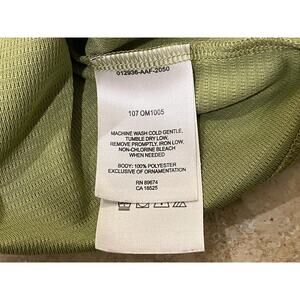 012936-AAF-2050
107 OM1005
MACHINE WASH COLD GENTLE,
TUMBLE DRY LOW,
REMOVE PROMPTLY, IRON LOW,
NON-CHLORINE BLEACH
WHEN NEEDED
BODY: 100% POLYESTER
EXCLUSIVE OF ORNAMENTATION
RN 89674
CA 18525